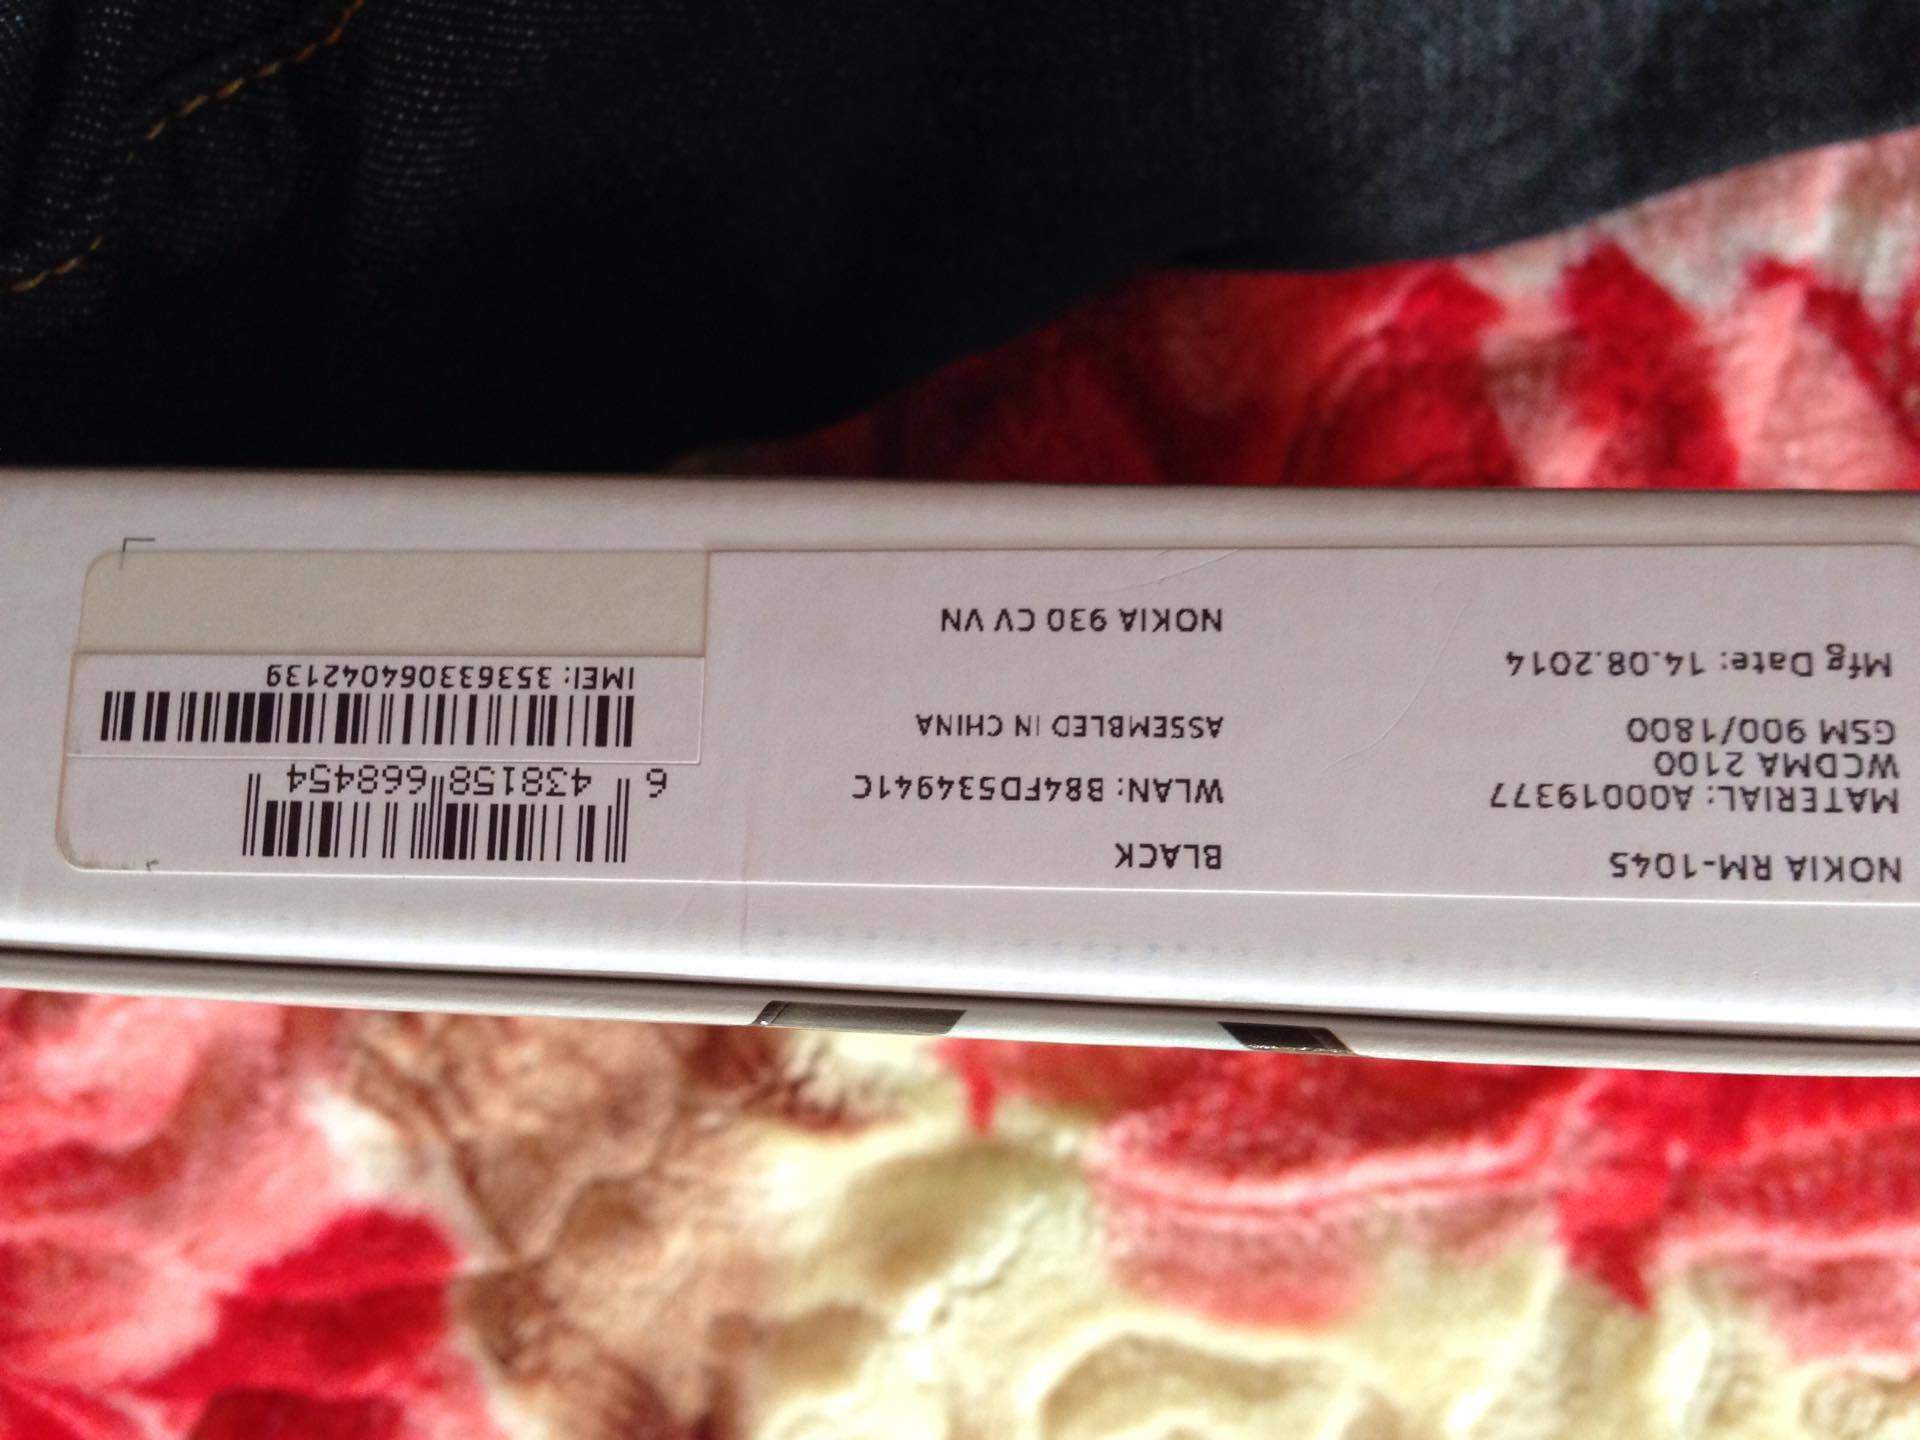 NOKIA RM-1045
MATERIAL: A00019377
WCDMA 2100
GSM 900/1800
Mfg Date: 14.08.2014
BLACK
WLAN: B84FD534941C
ASSEMBLED IN CHINA
NOKIA 930 CV VN
6 438158 668454
IMEI: 353633064042139